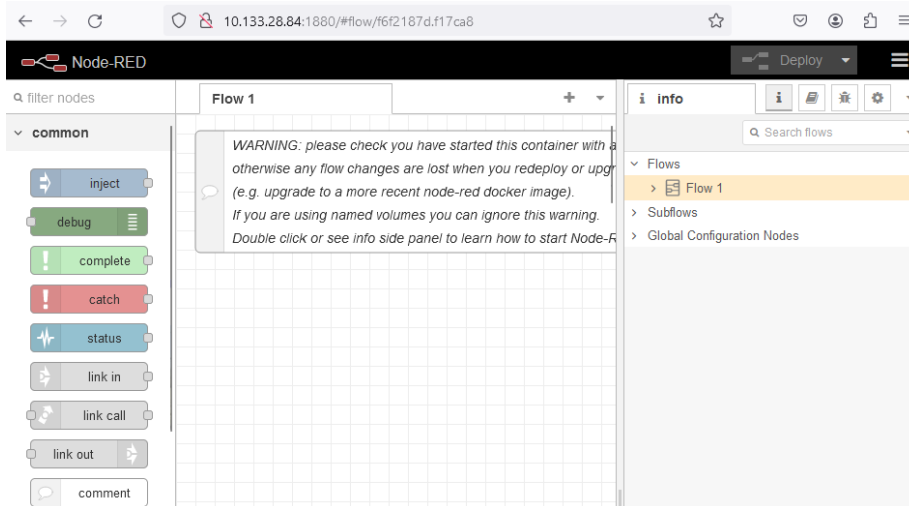 10.133.28.84:1880/#flow/f6f2187d.f17ca8
Node-RED
Deploy
filter nodes
Flow 1
i info
i
Search flows
common
inject
debug
complete
catch
status
link in
link call
link out
comment
WARNING: please check you have started this container with a
otherwise any flow changes are lost when you redeploy or upgr
(e.g. upgrade to a more recent node-red docker image).
If you are using named volumes you can ignore this warning.
Double click or see info side panel to learn how to start Node-R
Flows
Flow 1
Subflows
Global Configuration Nodes